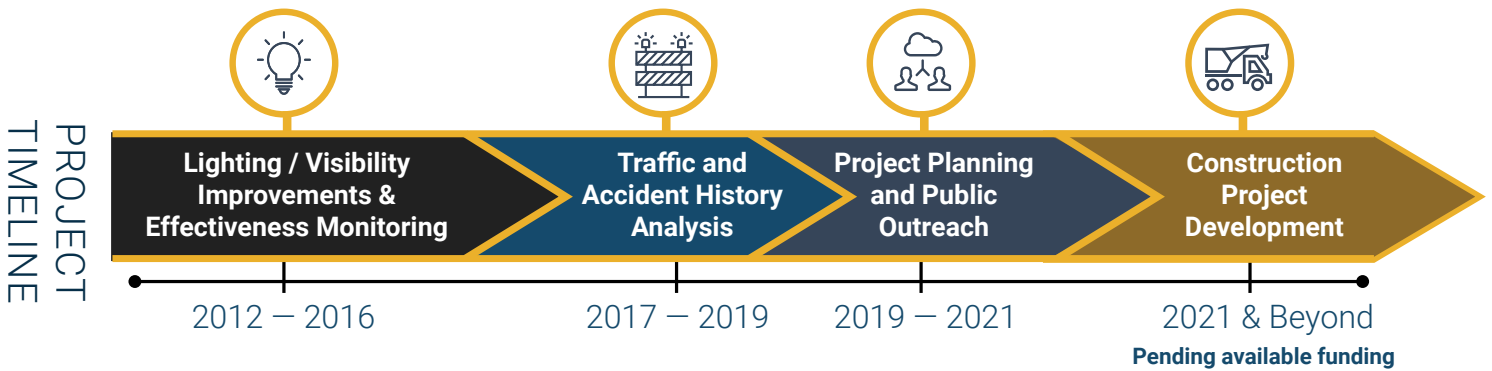 PROJECT
TIMELINE
Lighting / Visibility
Improvements &
Effectiveness Monitoring
Traffic and
Accident History
Analysis
Project Planning
and Public
Outreach
Construction
Project
Development
2012 – 2016
2017 – 2019
2019 – 2021
2021 & Beyond
Pending available funding